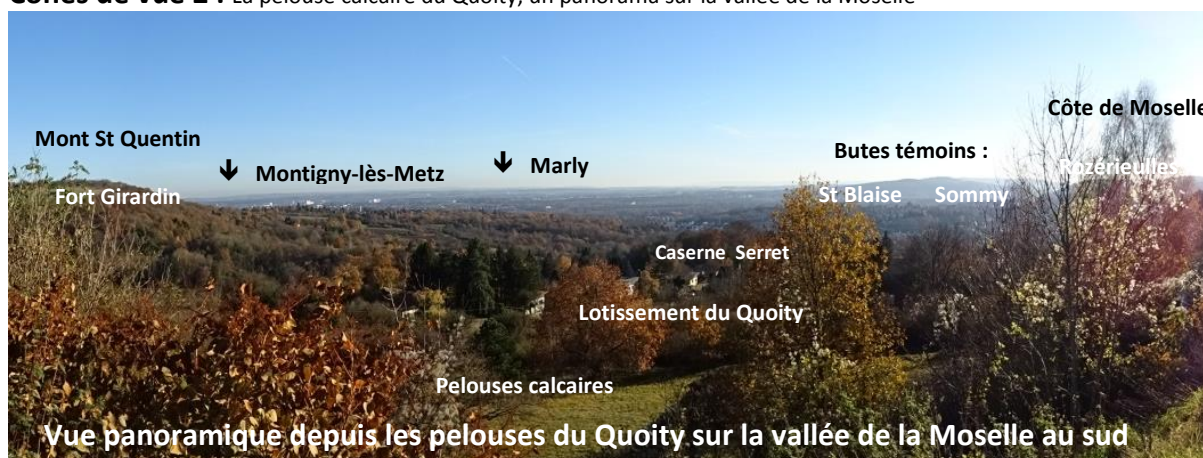 Cônes de vue 2 : La pelouse calcaire du Quoity, un panorama sur la vallée de la Moselle
Côte de Moselle
Mont St Quentin
Butes témoins :
Montigny-lès-Metz
Marly
Rozérieulles
Fort Girardin
St Blaise Sommy
Caserne Serret
Lotissement du Quoity
Pelouses calcaires
Vue panoramique depuis les pelouses du Quoity sur la vallée de la Moselle au sud